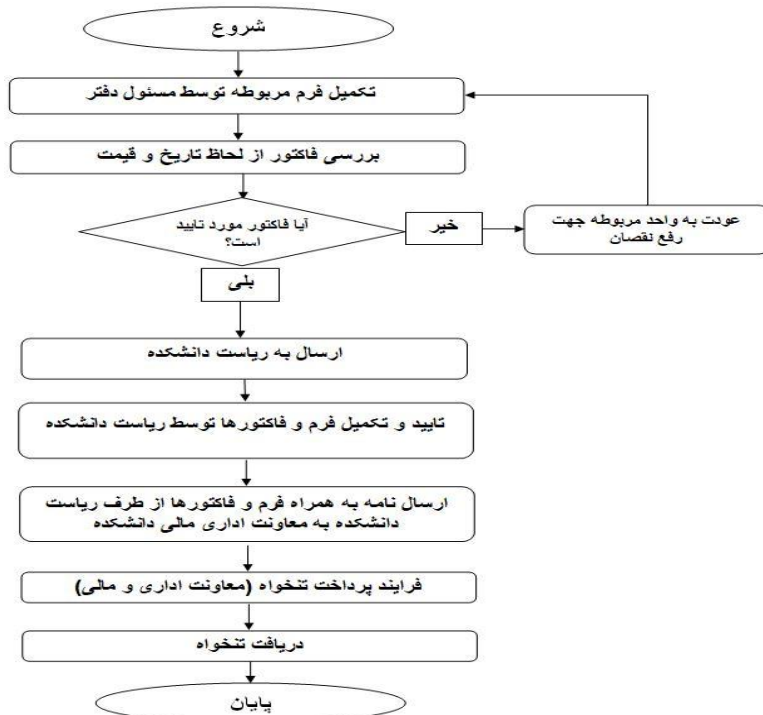 شروع
تکمیل فرم مربوطه توسط مسئول دفتر
بررسی فاکتور از لحاظ تاریخ و قیمت
آیا فاکتور مورد تایید
است؟
خیر
عودت به واحد مربوطه جهت
رفع نقصان
بلی
ارسال به ریاست دانشکده
تایید و تکمیل فرم و فاکتورها توسط ریاست دانشکده
ارسال نامه به همراه فرم و فاکتورها از طرف ریاست
دانشکده به معاونت اداری مالی دانشکده
فرایند پرداخت تنخواه (معاونت اداری و مالی)
دریافت تنخواه
پایان